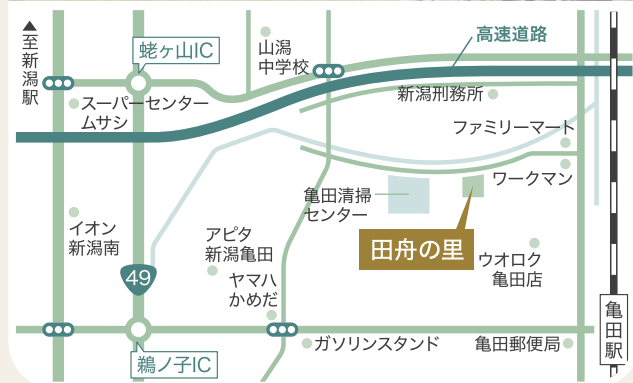 ▲至新潟駅
蛯ヶ山IC
山潟
中学校
高速道路
スーパーセンター
ムサシ
新潟刑務所
ファミリーマート
ワークマン
亀田清掃
センター
イオン
新潟南
アピタ
新潟亀田
田舟の里
ウオロク
亀田店
49
ヤマハ
かめだ
亀田駅
ガソリンスタンド
亀田郵便局
鵜ノ子IC